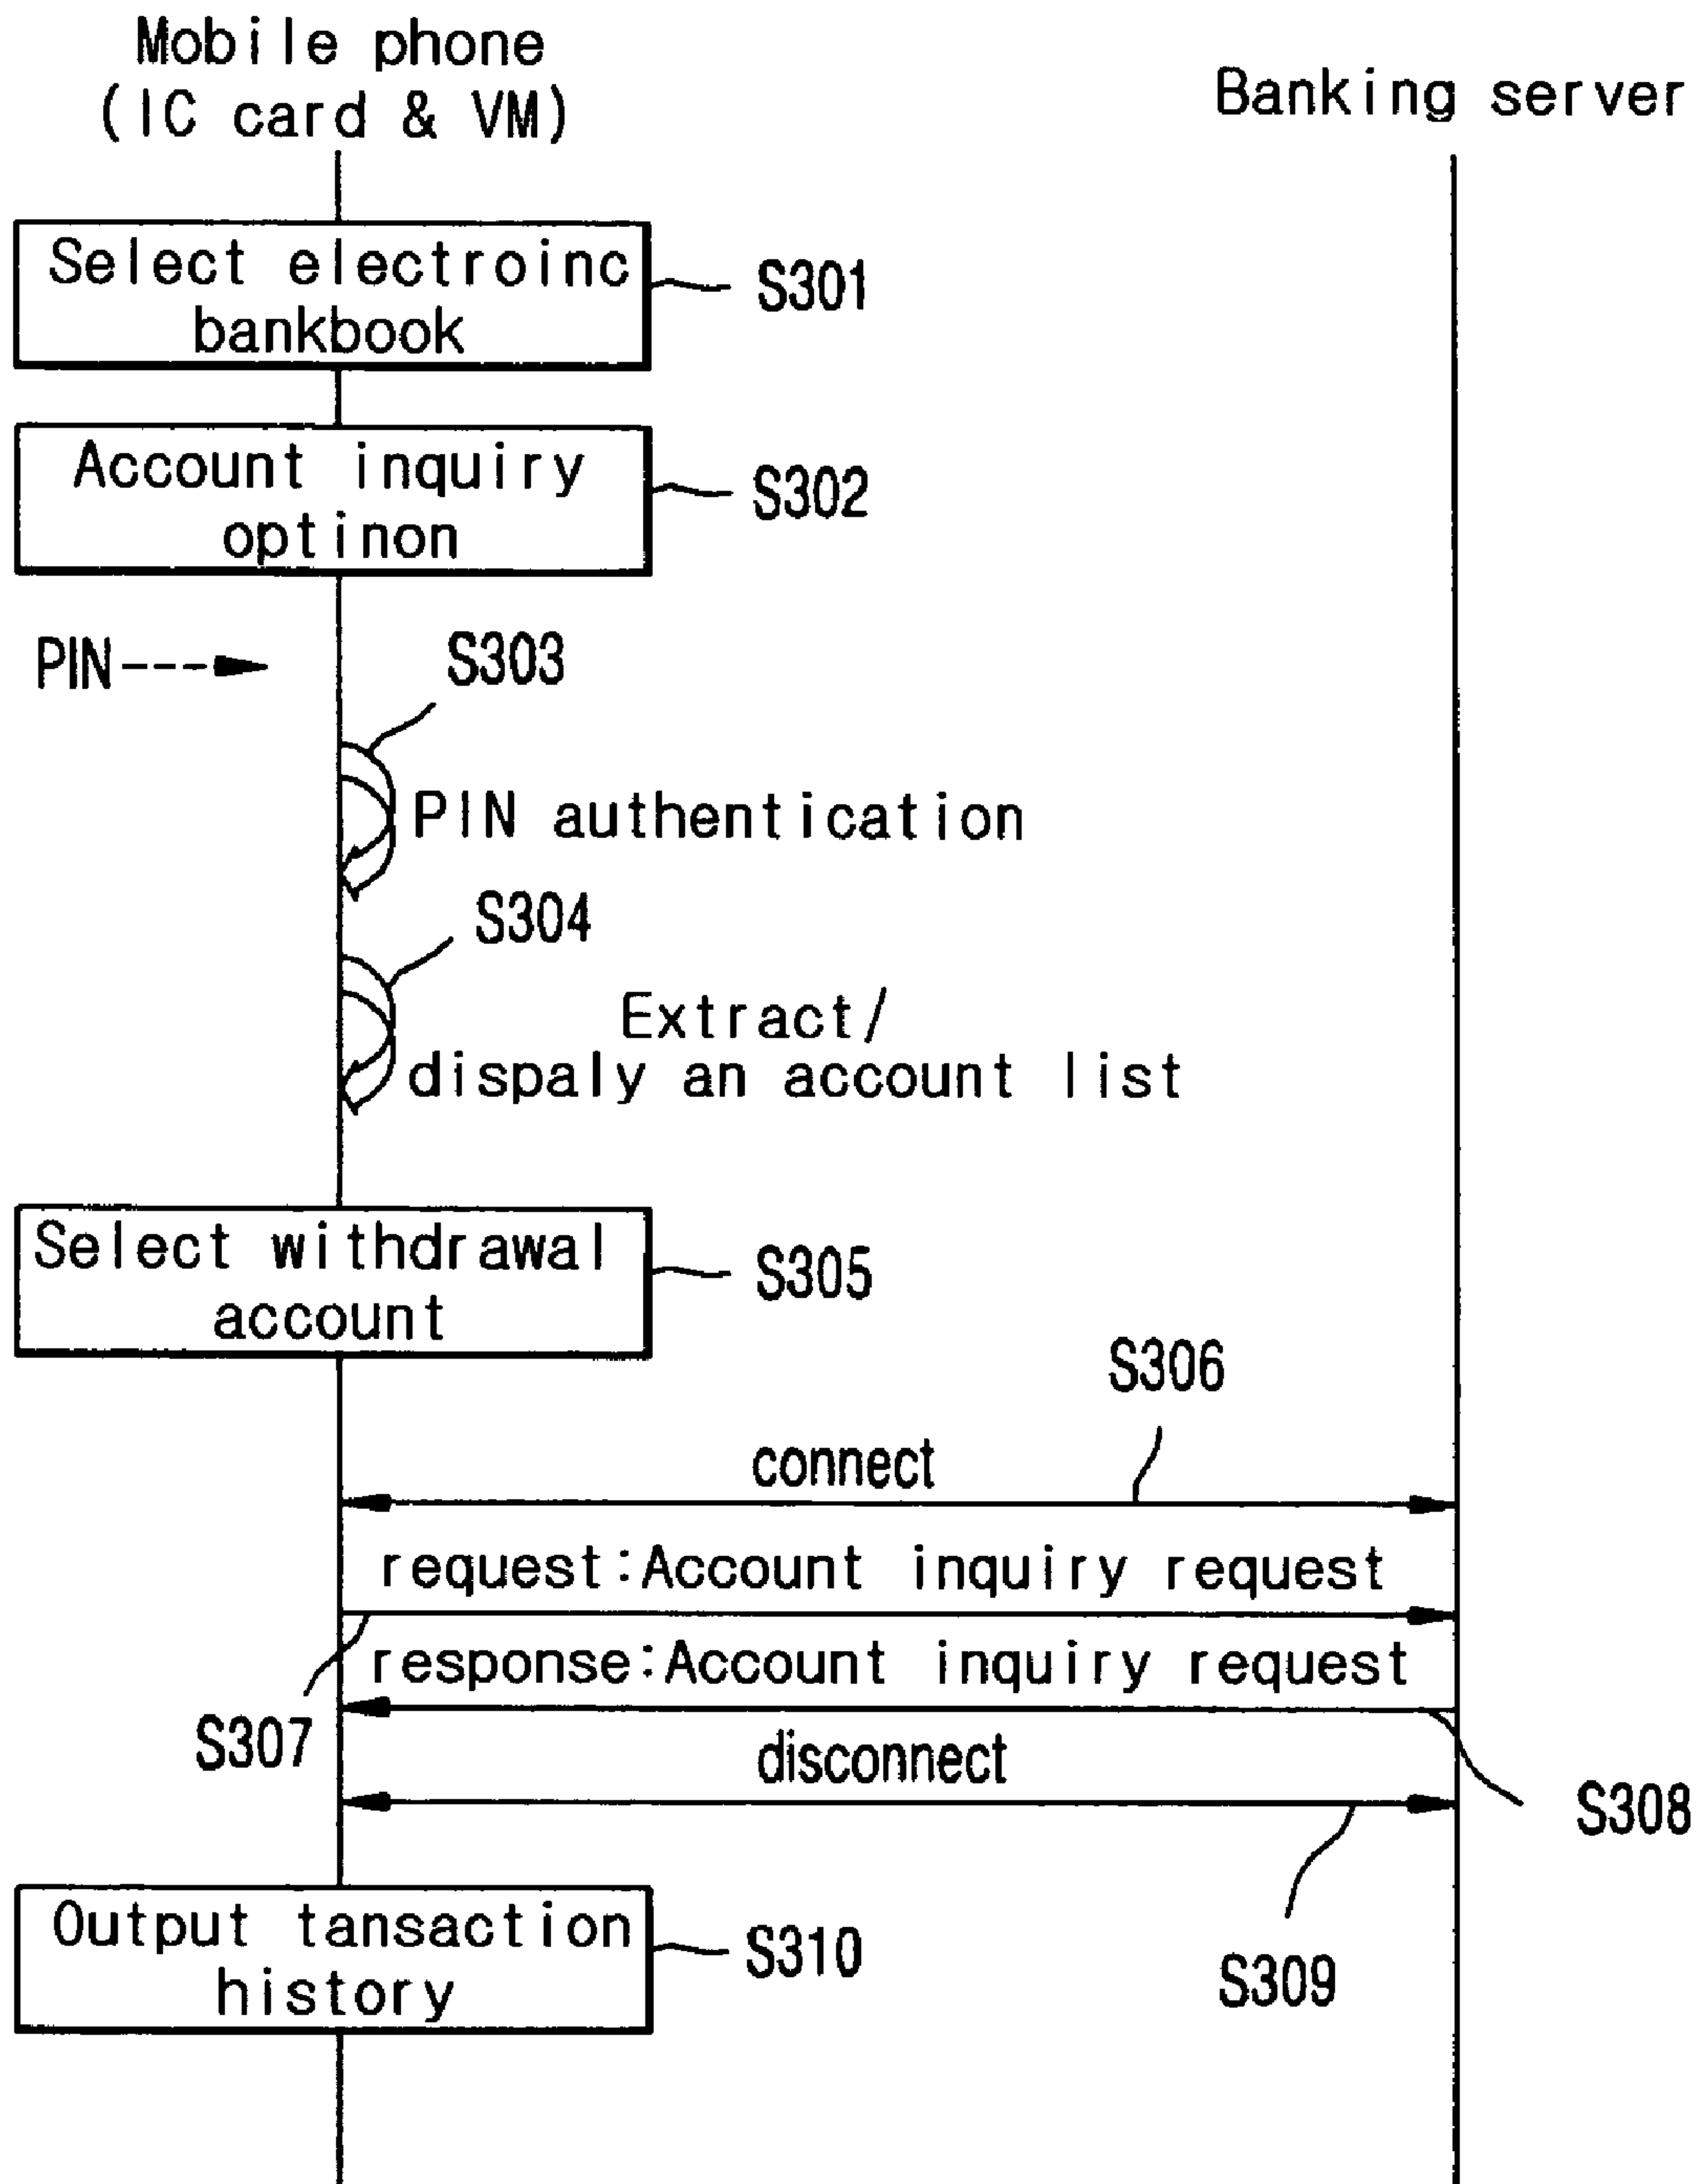 Mobile phone
(IC card & VM)
Banking server
Select electroinc
bankbook
S301
Account inquiry
optinon
S302
PIN
S303
PIN authentication
S304
Extract/
dispaly an account list
Select withdrawal
account
S305
S306
connect
request:Account inquiry request
response:Account inquiry request
S307
disconnect
S308
Output tansaction
history
S310
S309